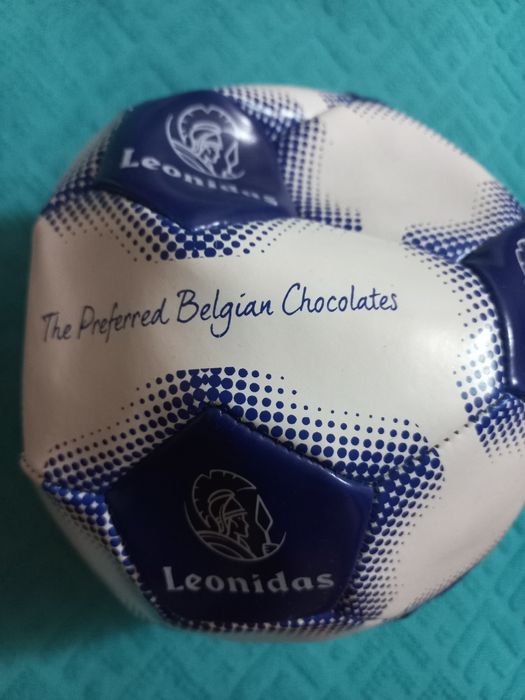 Leonidas
The Preferred Belgian Chocolates
Leonidas